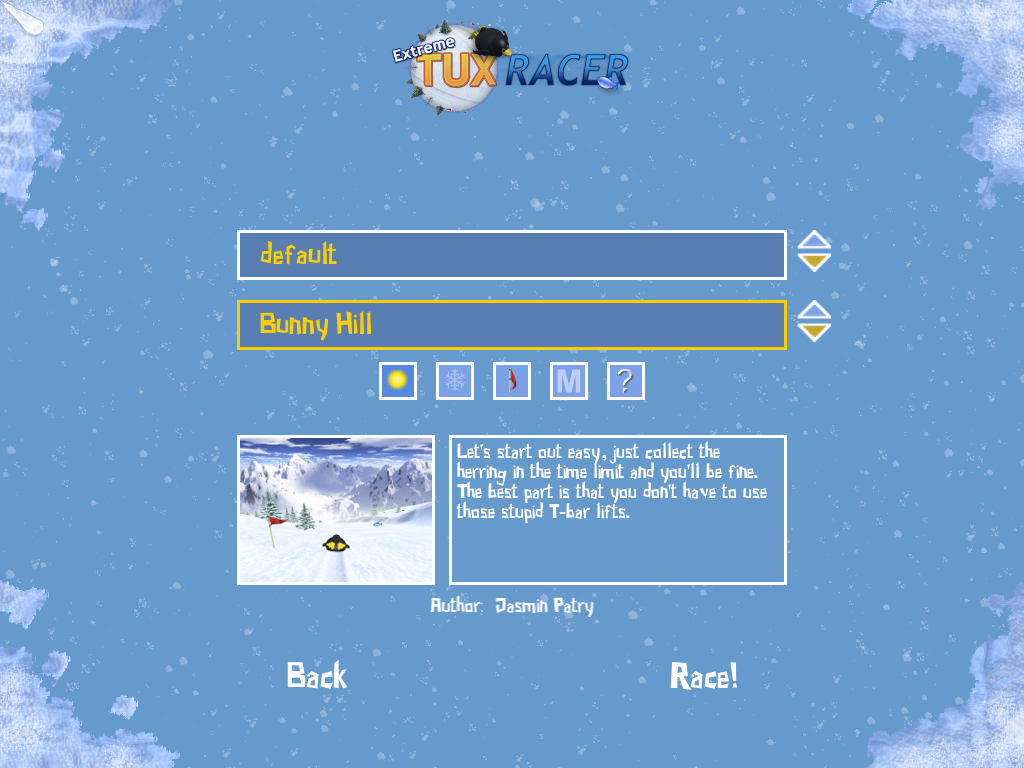 Extreme
TUX RACER
default
Bunny Hill
M ?
Let's start out easy, just collect the
herring in the time limit and you'll be fine.
The best part is that you don't have to use
those stupid T-bar lifts.
Author: Jasmin Patry
Back Race!